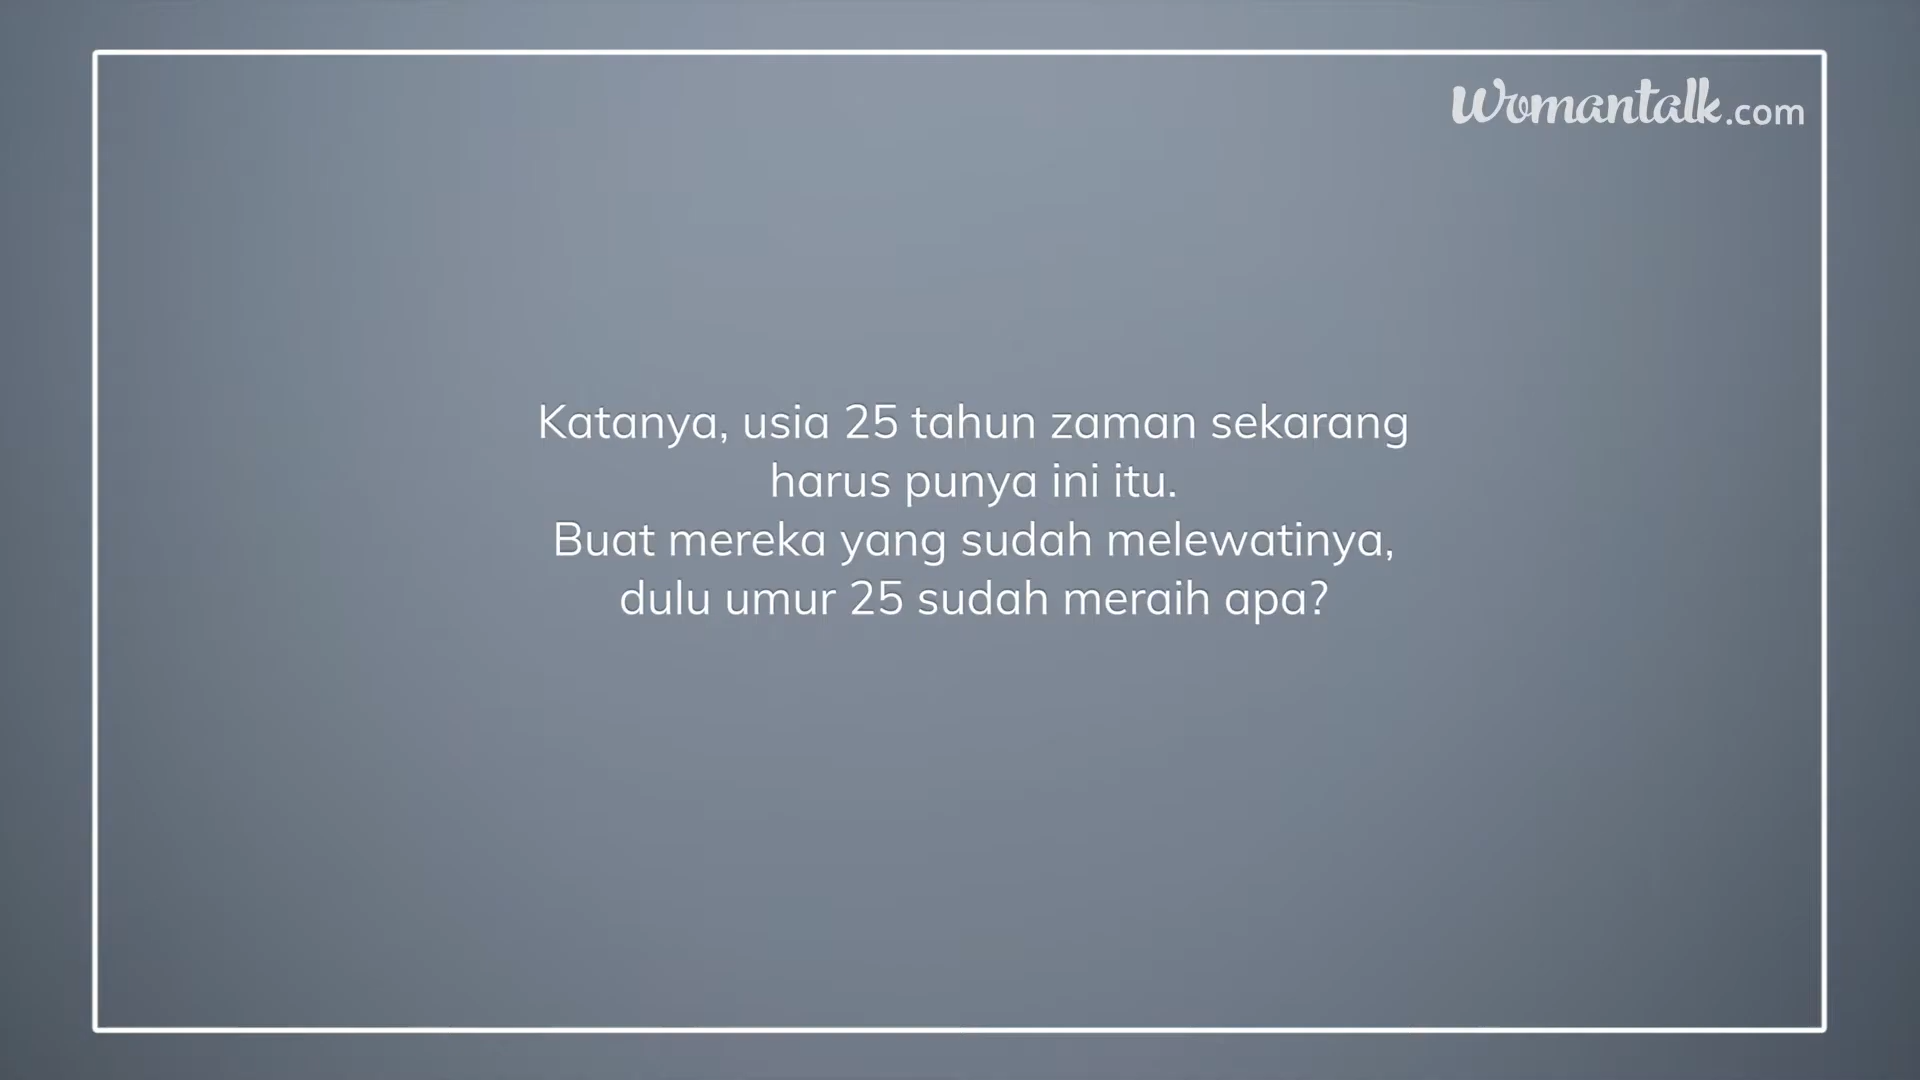 Womantalk.com
Katanya, usia 25 tahun zaman sekarang
harus punya ini itu.
Buat mereka yang sudah melewatinya,
dulu umur 25 sudah meraih apa?